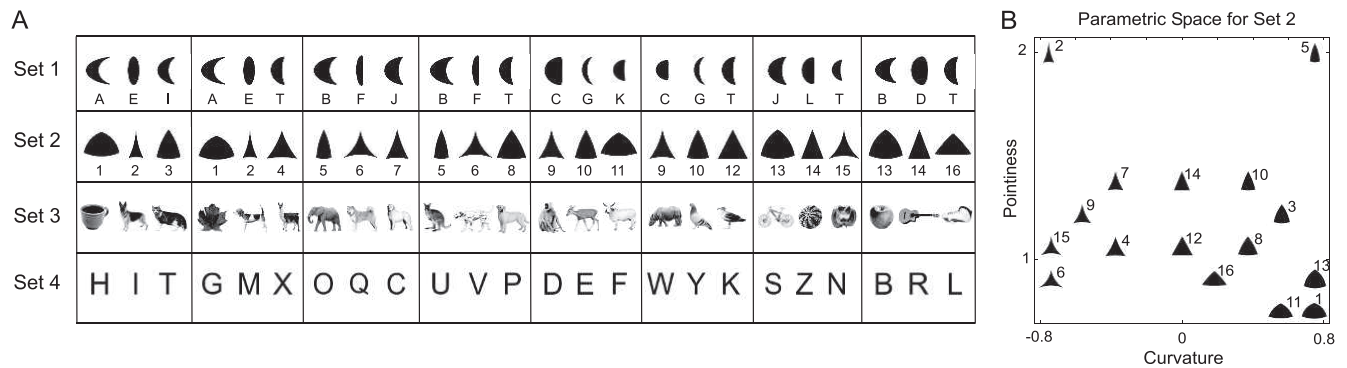 A
B
Parametric Space for Set 2
Set 1
A E I A E T B F J B F T C G K C G T J L T B D T
Set 2
1 2 3 1 2 4 5 6 7 5 6 8 9 10 11 9 10 12 13 14 15 13 14 16
Set 3
Set 4
H I T G M X O Q C U V P D E F W Y K S Z N B R L
2
2 5
7 14 10
9 3
15 4 12 8
1
6 16 13
11 1
Pointiness
-0.8 0 0.8
Curvature